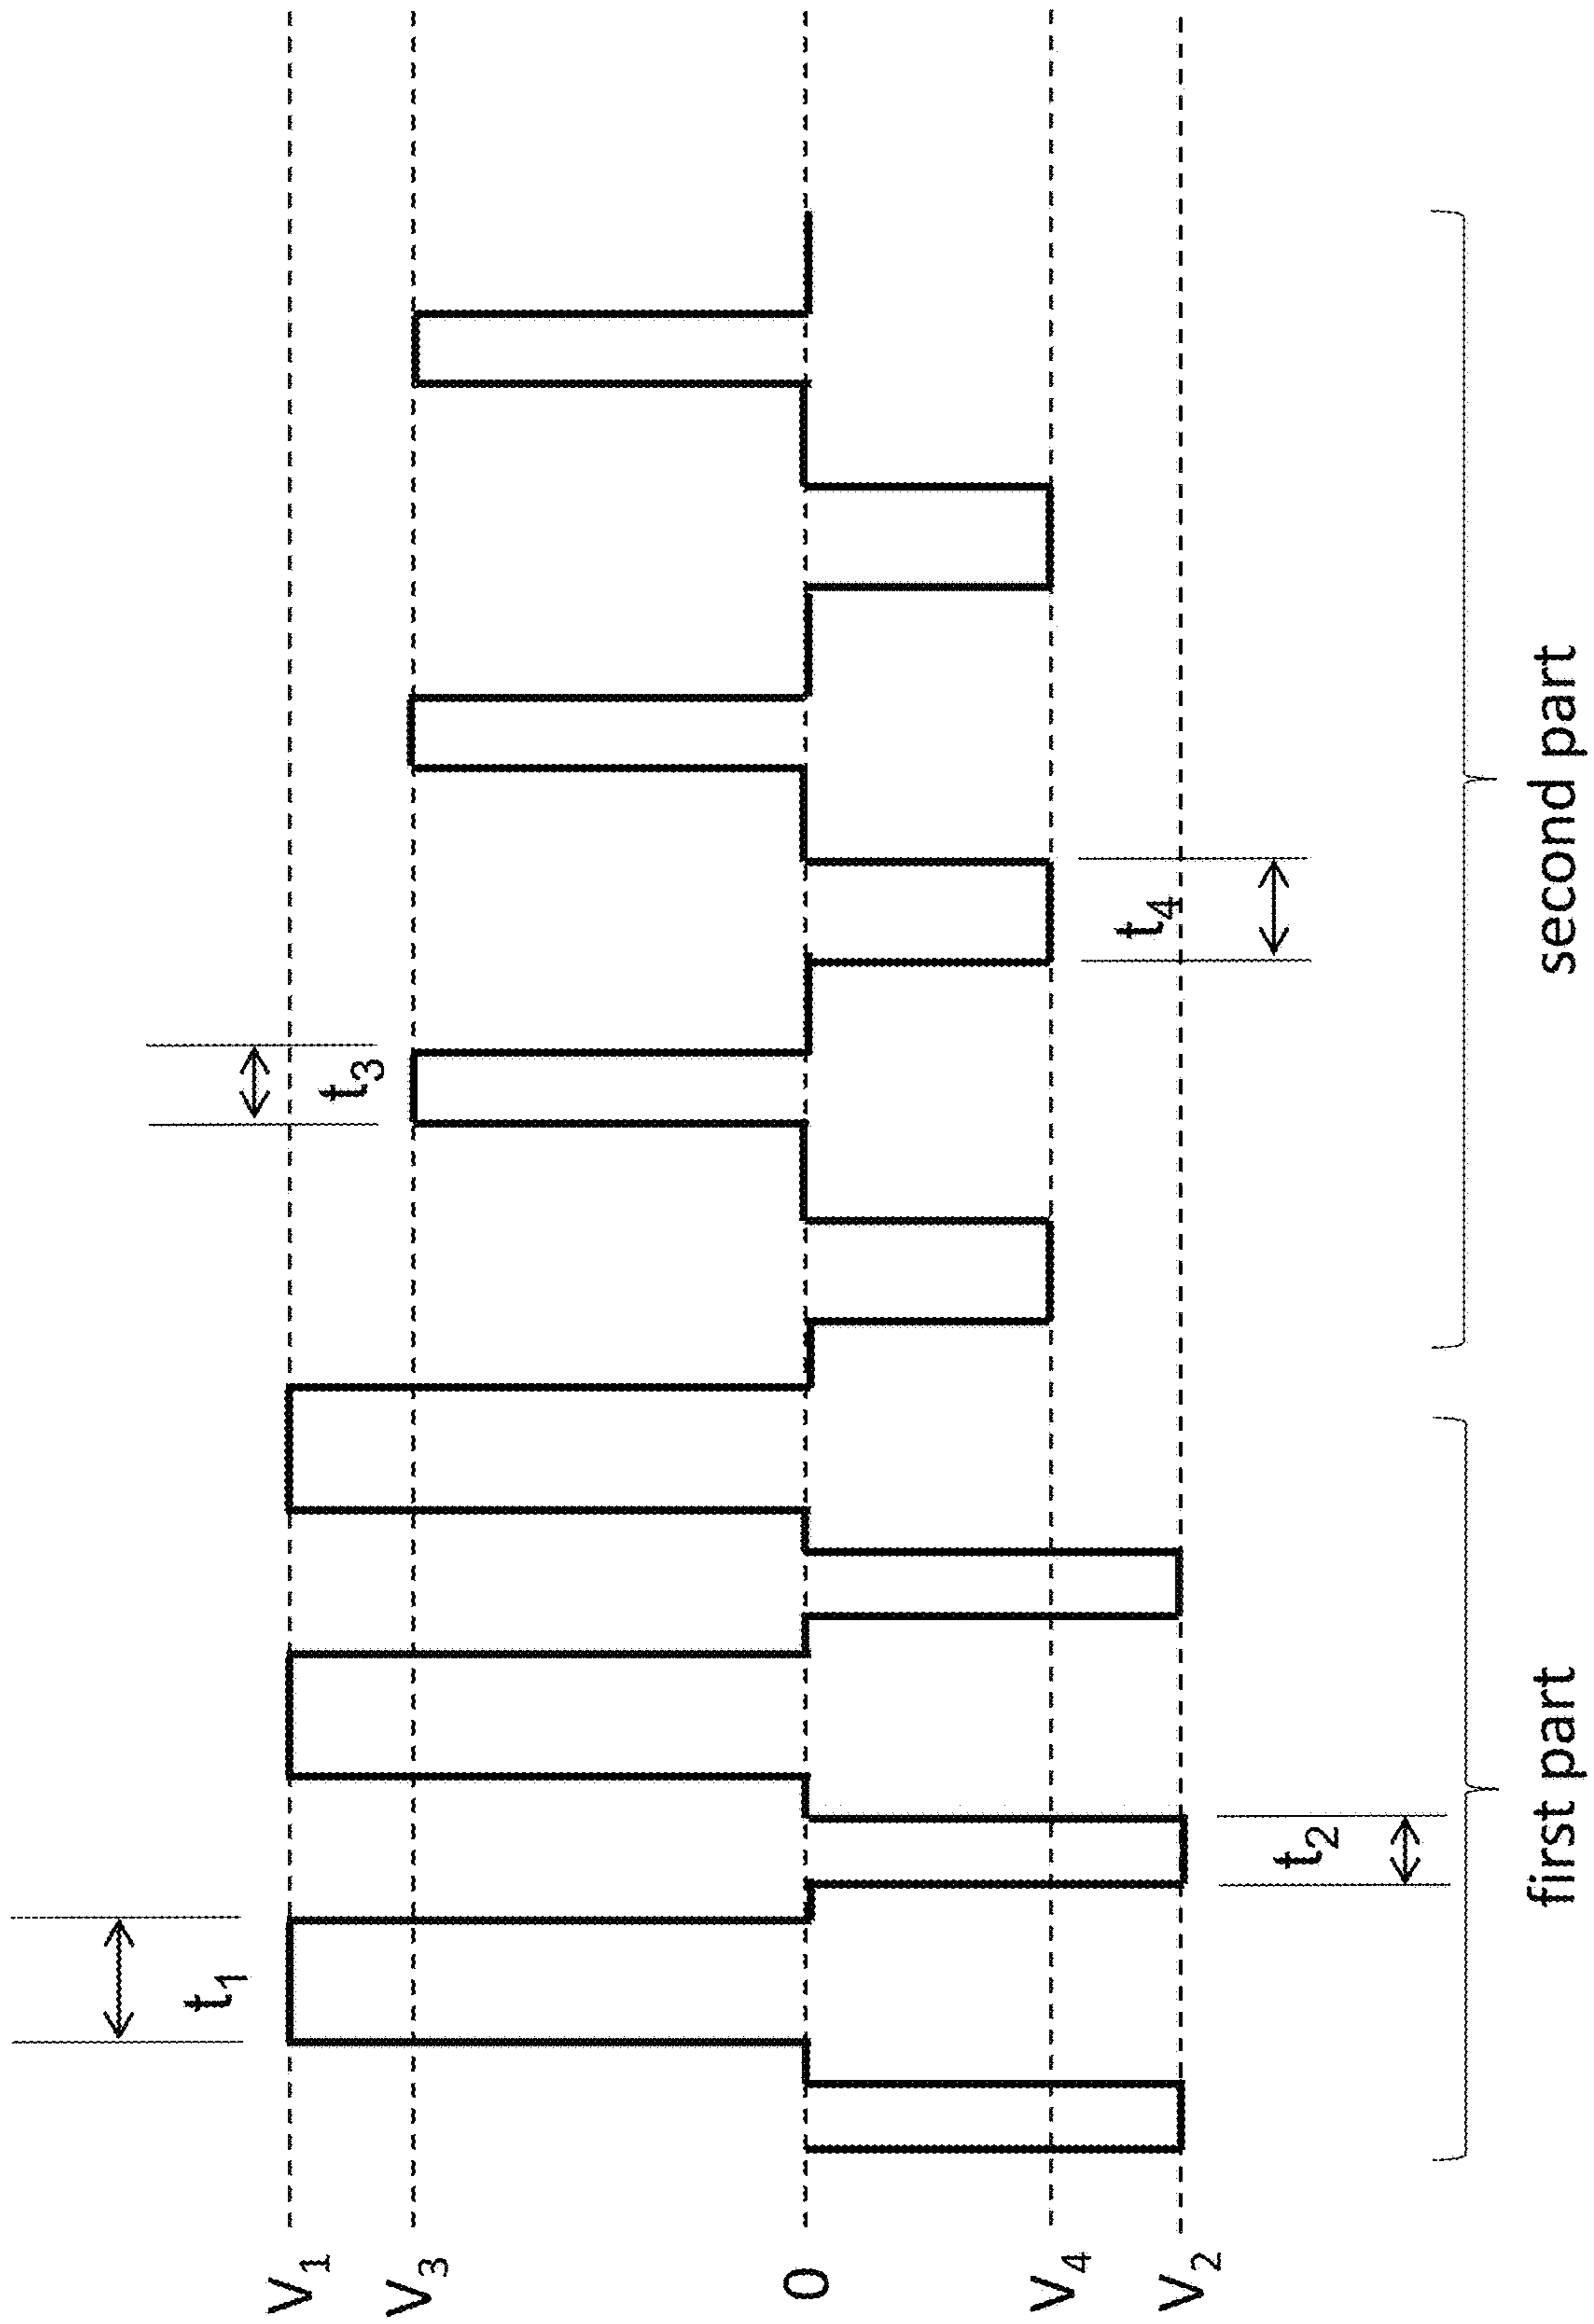 V₁
V₃
0
V₄
V₂
t₁
t₂
t₃
t₄
first part
second part